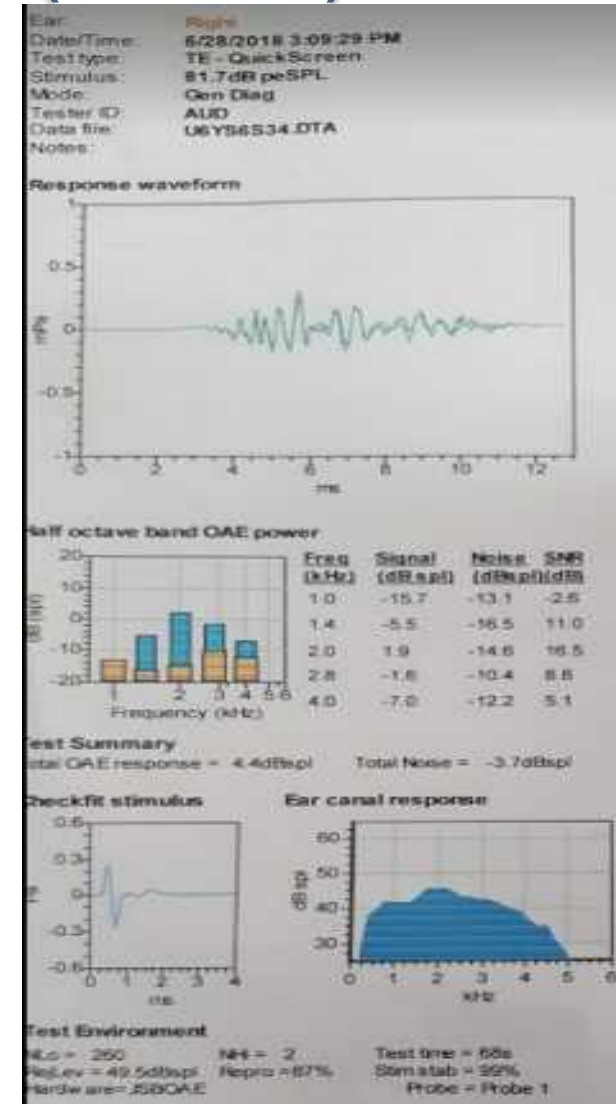 Ear: Right
Date/Time: 6/28/2018 3:09:29 PM
Test type: TE - QuickScreen
Stimulus: 81.7dB peSPL
Mode: Gen Diag
Tester ID: AUD
Data file: U6YS6S34.DTA
Notes:
Response waveform
1
0.5
0
-0.5
-1
mPa
0 2 4 6 8 10 12
ms
Half octave band OAE power
20
10
0
-10
-20
dB (spl)
1 2 3 4 5 6
Frequency (kHz)
Freq (kHz) Signal (dBspl) Noise (dBspl) SNR (dB)
1.0 -15.7 -13.1 -2.6
1.4 -5.5 -16.5 11.0
2.0 1.9 -14.6 16.5
2.8 -1.6 -10.4 8.8
4.0 -7.0 -12.2 5.1
Test Summary
Total OAE response = 4.4dBspl Total Noise = -3.7dBspl
Checkfit stimulus
0.6
0.3
0
-0.3
-0.6
0 1 2 3 4
ms
Ear canal response
60
50
40
30
dB spl
0 1 2 3 4 5 6
kHz
Test Environment
NLo = 260 NHi = 2 Test time = 68s
RejLev = 49.5dBspl Repro =87% Stim stab = 99%
Hardware= JSBOAE Probe = Probe 1